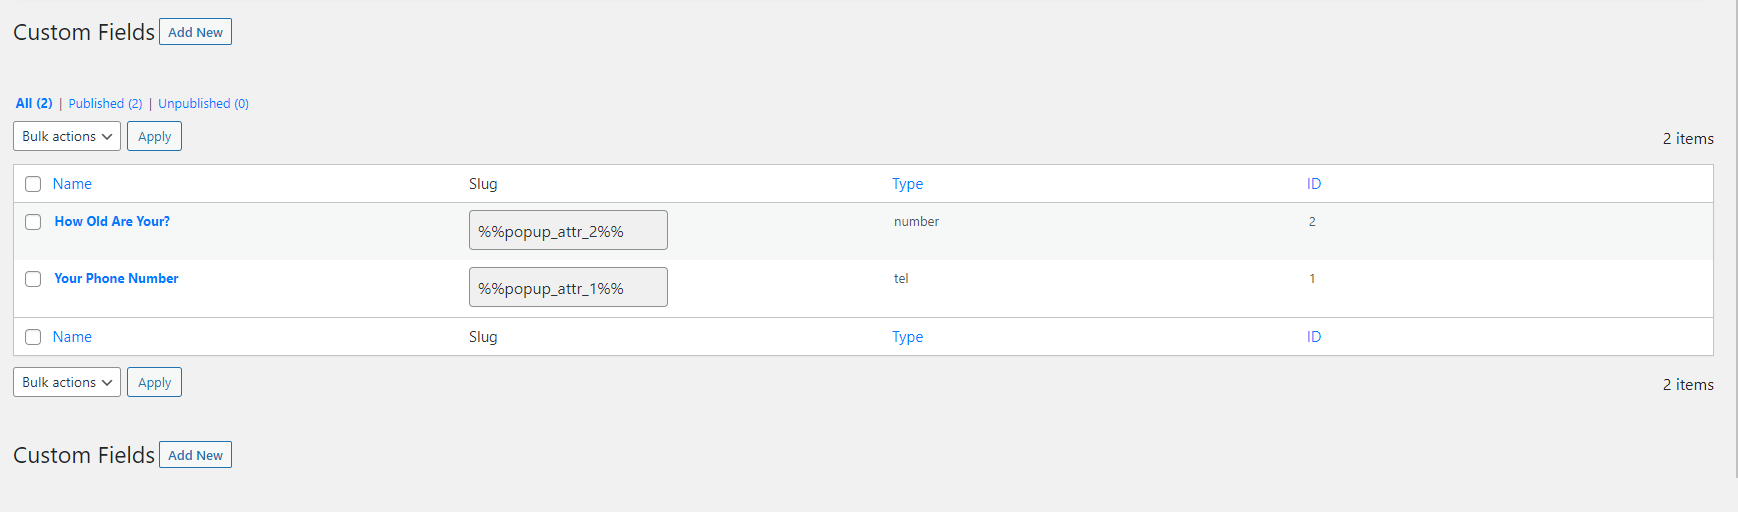 Custom Fields Add New
All (2) | Published (2) | Unpublished (0)
Bulk actions Apply 2 items
Name Slug Type ID
How Old Are Your? %%popup_attr_2%% number 2
Your Phone Number %%popup_attr_1%% tel 1
Name Slug Type ID
Bulk actions Apply 2 items
Custom Fields Add New